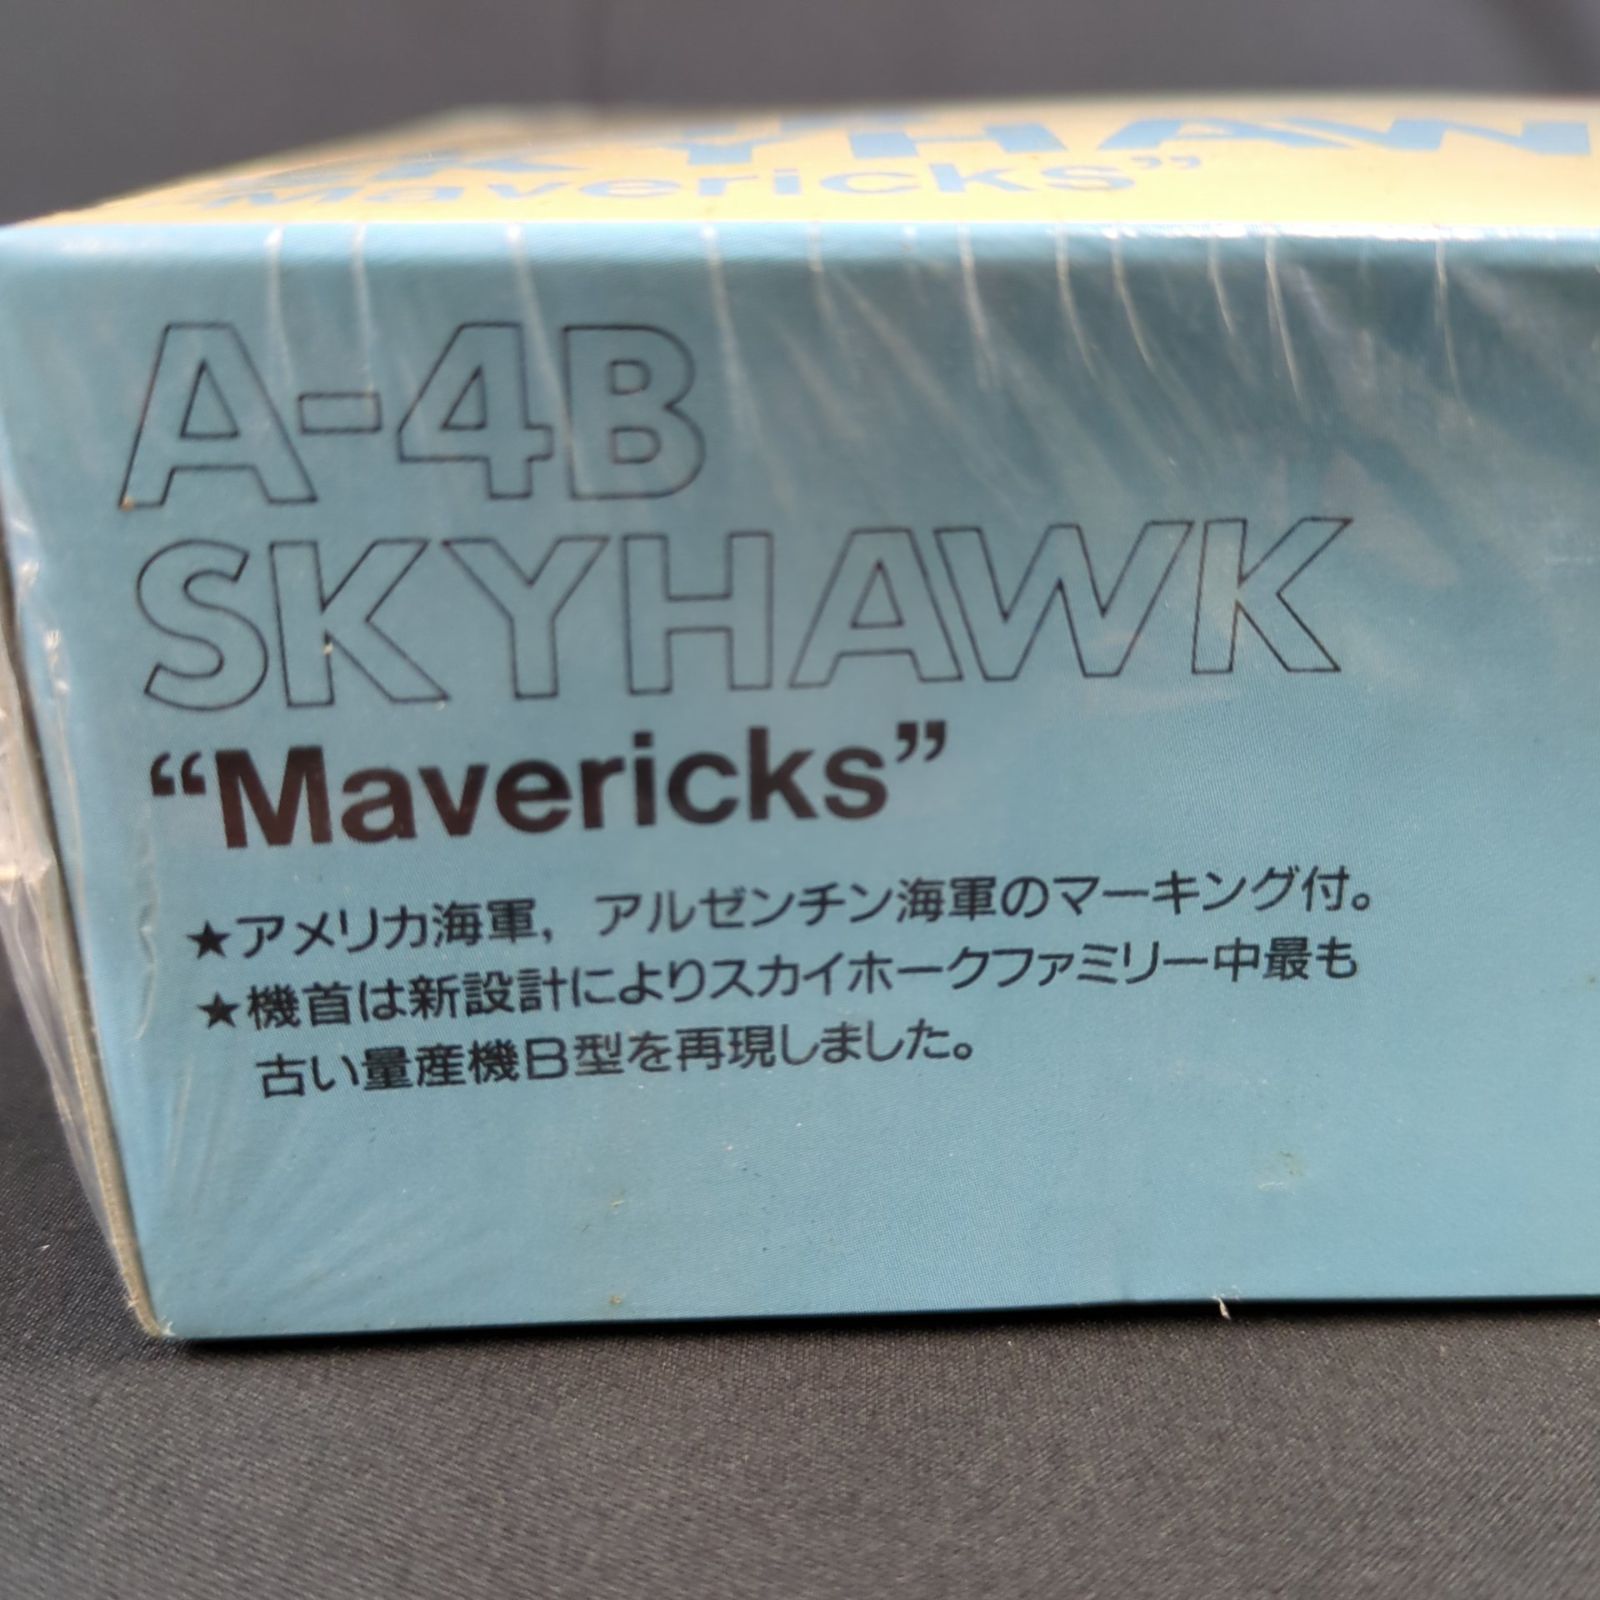 SKYHAW
"Mavericks"
A-4B
SKYHAWK
“Mavericks”
★アメリカ海軍，アルゼンチン海軍のマーキング付。
★機首は新設計によりスカイホークファミリー中最も
古い量産機B型を再現しました。